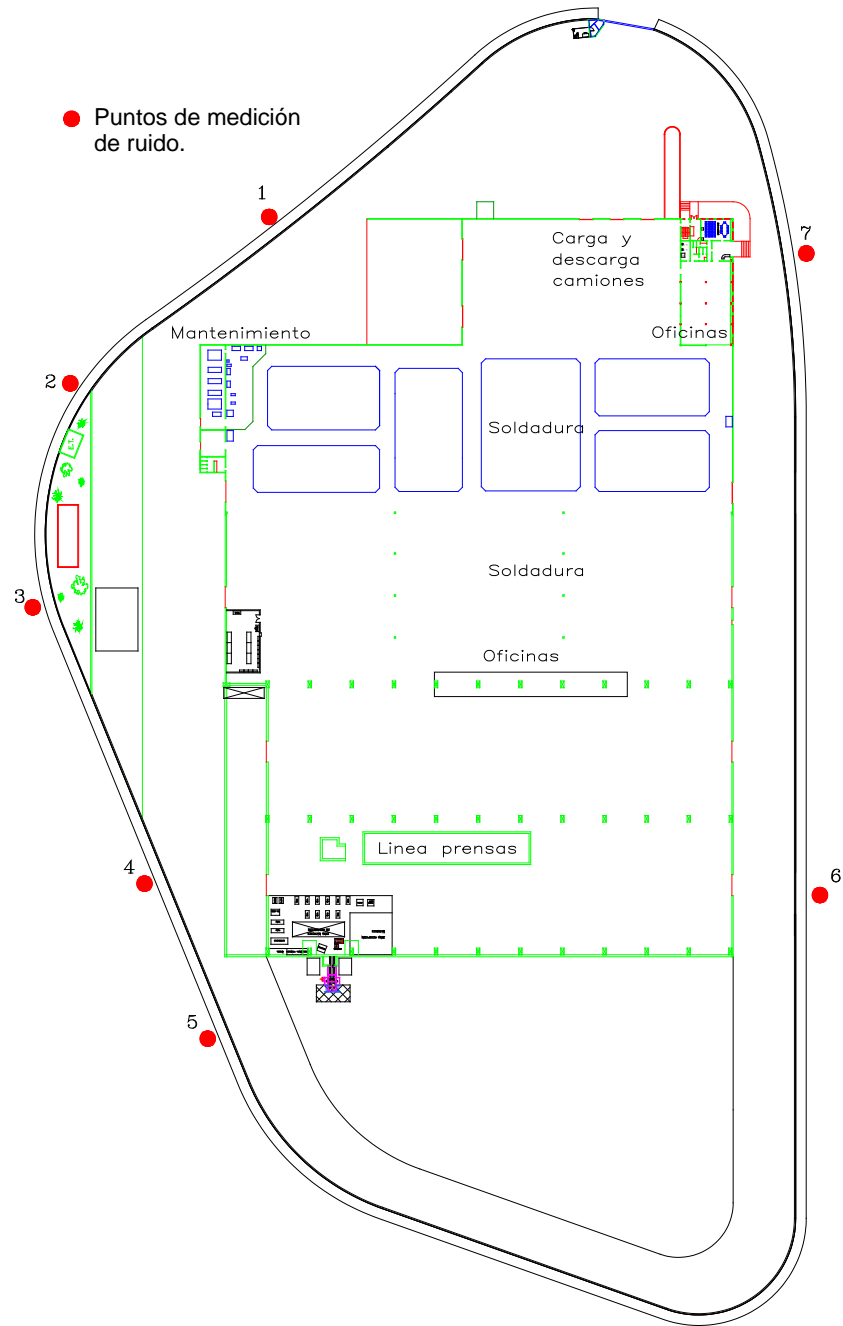 Puntos de medición
de ruido.
1
7
Carga y
descarga
camiones
Mantenimiento
Oficinas
2
Soldadura
Soldadura
3
Oficinas
Linea prensas
4
6
5